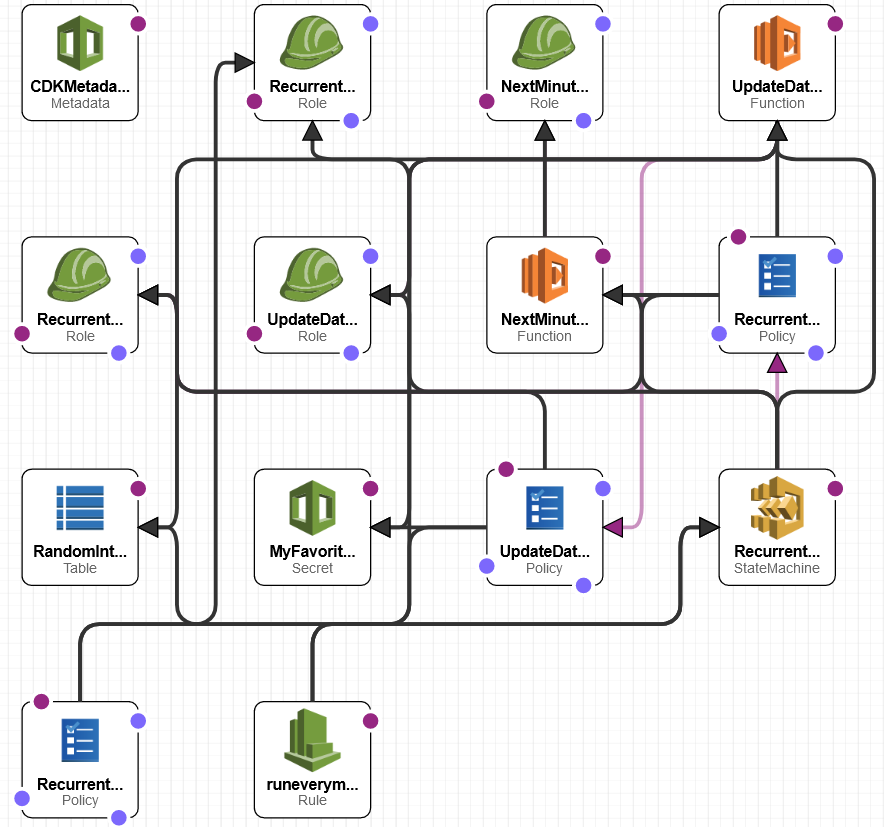 CDKMetada...
Metadata
Recurrent...
Role
NextMinut...
Role
UpdateDat...
Function
Recurrent...
Role
UpdateDat...
Role
NextMinut...
Function
Recurrent...
Policy
RandomInt...
Table
MyFavorit...
Secret
UpdateDat...
Policy
Recurrent...
StateMachine
Recurrent...
Policy
runeverym...
Rule